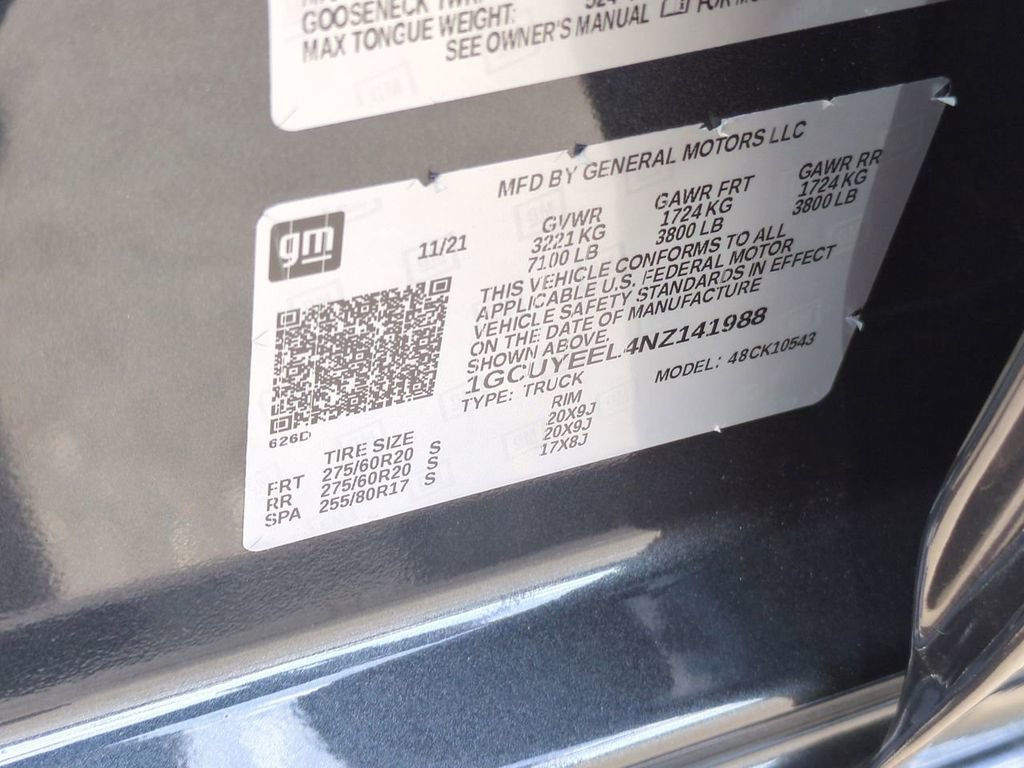 GOOSENECK
MAX TONGUE WEIGHT:
SEE OWNER'S MANUAL FOR
MFD BY GENERAL MOTORS LLC
gm
11/21
GVWR GAWR FRT GAWR RR
3221 KG 1724 KG 1724 KG
7100 LB 3800 LB 3800 LB
THIS VEHICLE CONFORMS TO ALL
APPLICABLE U.S. FEDERAL MOTOR
VEHICLE SAFETY STANDARDS IN EFFECT
ON THE DATE OF MANUFACTURE
SHOWN ABOVE.
1GCUYEEL4NZ141988
TYPE: TRUCK MODEL: 48CK10543
626D
TIRE SIZE RIM
FRT 275/60R20 S 20X9J
RR 275/60R20 S 20X9J
SPA 255/80R17 S 17X8J